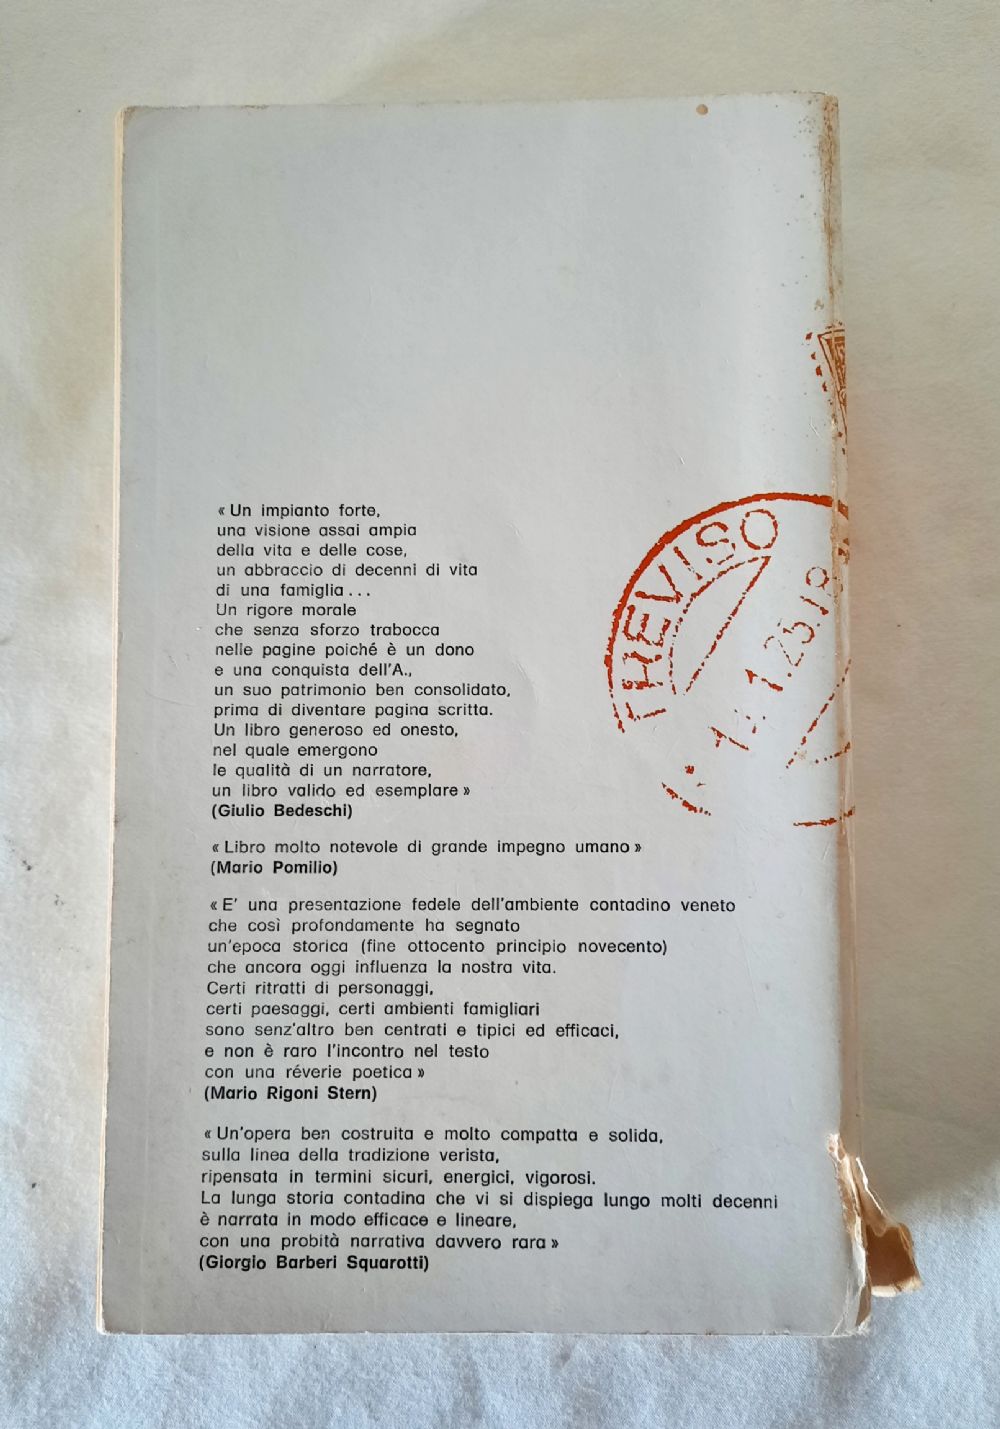 « Un impianto forte,
una visione assai ampia
della vita e delle cose,
un abbraccio di decenni di vita
di una famiglia...
Un rigore morale
che senza sforzo trabocca
nelle pagine poiché è un dono
e una conquista dell'A.,
un suo patrimonio ben consolidato,
prima di diventare pagina scritta.
Un libro generoso ed onesto,
nel quale emergono
le qualità di un narratore,
un libro valido ed esemplare »
(Giulio Bedeschi)
« Libro molto notevole di grande impegno umano »
(Mario Pomilio)
« E' una presentazione fedele dell'ambiente contadino veneto
che così profondamente ha segnato
un'epoca storica (fine ottocento principio novecento)
che ancora oggi influenza la nostra vita.
Certi ritratti di personaggi,
certi paesaggi, certi ambienti famigliari
sono senz'altro ben centrati e tipici ed efficaci,
e non è raro l'incontro nel testo
con una réverie poetica »
(Mario Rigoni Stern)
« Un'opera ben costruita e molto compatta e solida,
sulla linea della tradizione verista,
ripensata in termini sicuri, energici, vigorosi.
La lunga storia contadina che vi si dispiega lungo molti decenni
è narrata in modo efficace e lineare,
con una probità narrativa davvero rara »
(Giorgio Barberi Squarotti)
TREVISO